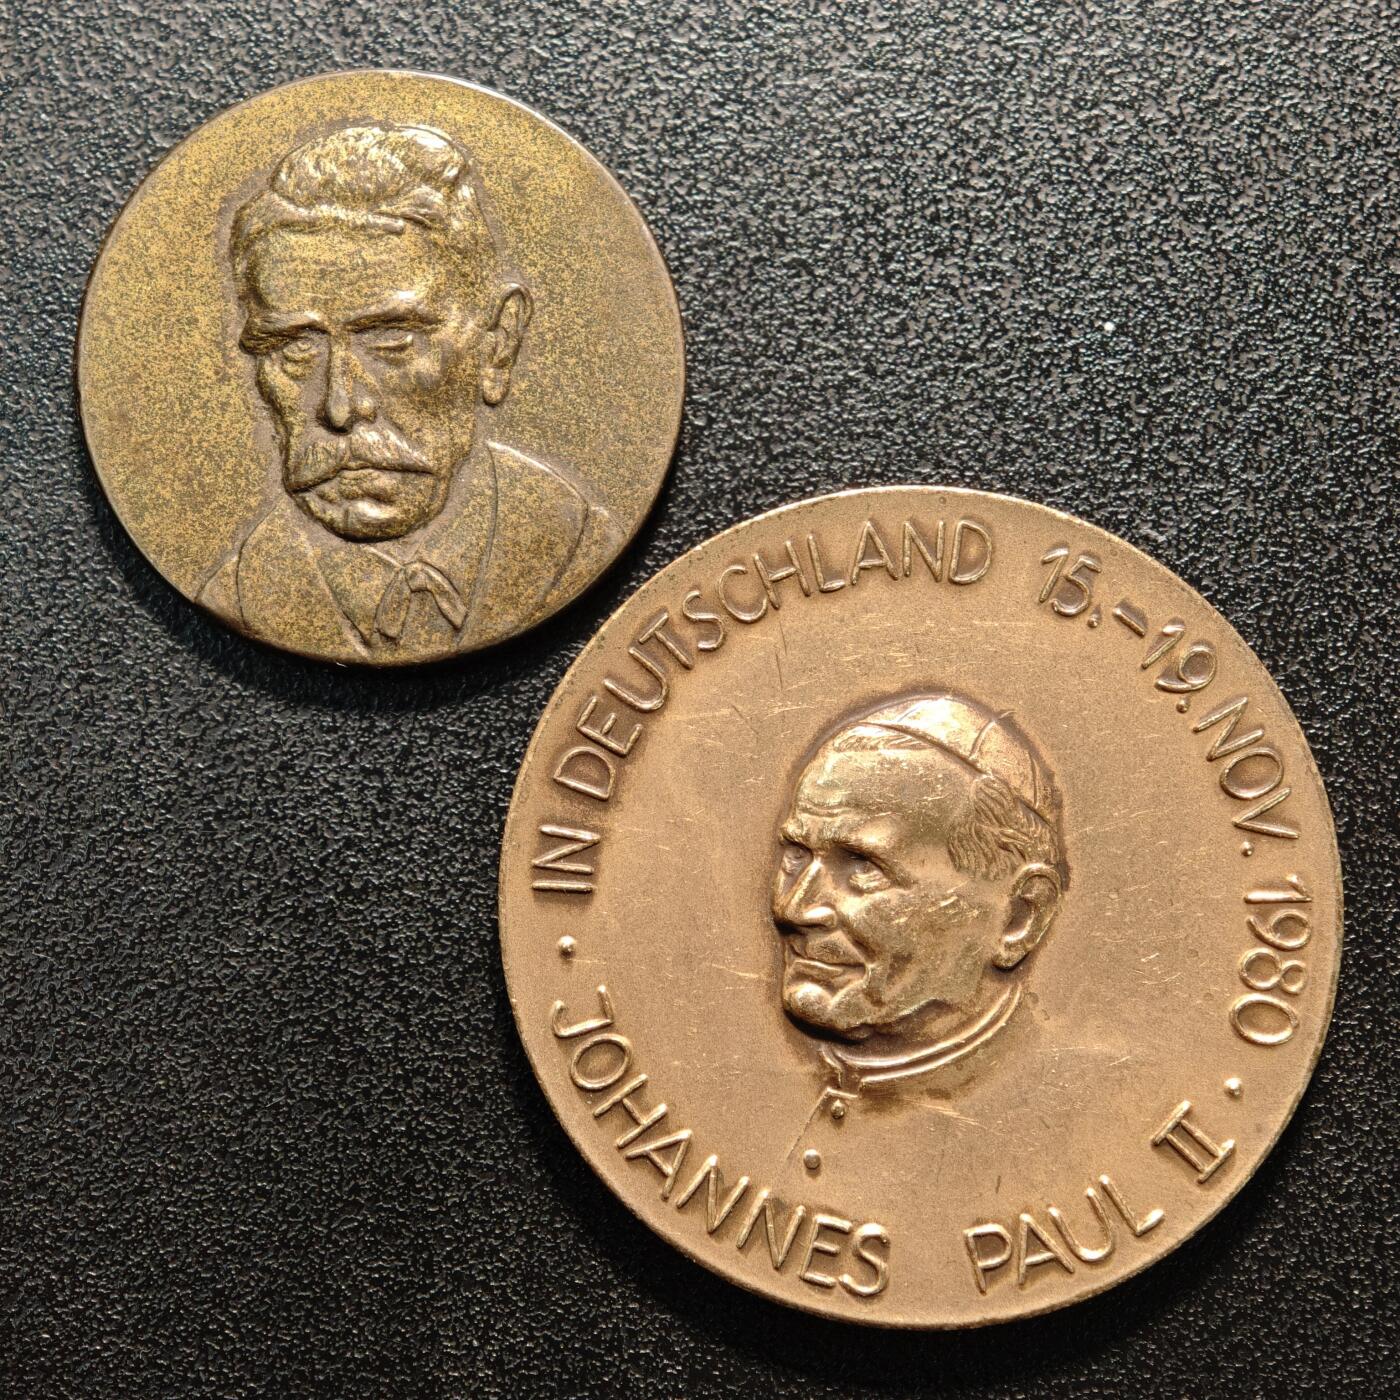 IN DEUTSCHLAND 15.-19. NOV. 1980
JOHANNES PAUL II